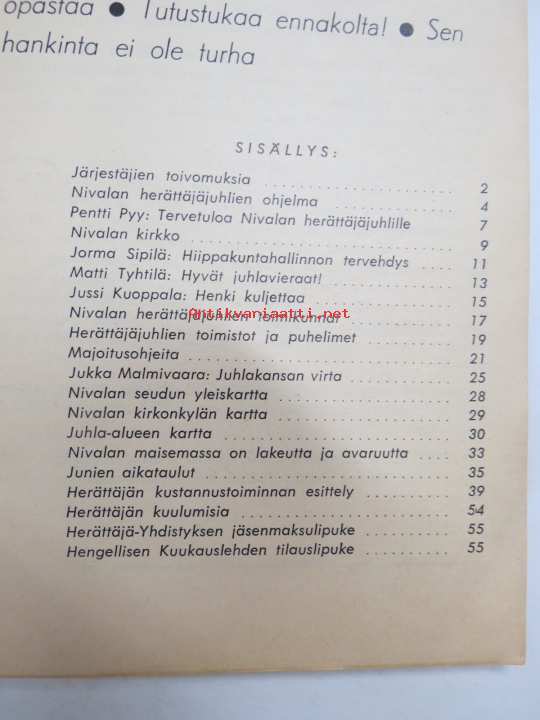 opastaa ● Tutustukaa ennakolta! ● Sen
hankinta ei ole turha
SISÄLLYS:
Järjestäjien toivomuksia ........................ 2
Nivalan herättäjäjuhlien ohjelma ............... 4
Pentti Pyy: Tervetuloa Nivalan herättäjäjuhlille 7
Nivalan kirkko ................................ 9
Jorma Sipilä: Hiippakuntahallinnon tervehdys .... 11
Matti Tyhtilä: Hyvät juhlavieraat! ............. 13
Jussi Kuoppala: Henki kuljettaa ............... 15
Antikvariaatti.net
Nivalan herättäjäjuhlien toimikunnat ........... 17
Herättäjäjuhlien toimistot ja puhelimet ......... 19
Majoitusohjeita ............................... 21
Jukka Malmivaara: Juhlakansan virta ........... 25
Nivalan seudun yleiskartta ..................... 28
Nivalan kirkonkylän kartta ..................... 29
Juhla-alueen kartta ........................... 30
Nivalan maisemassa on lakeutta ja avaruutta .... 33
Junien aikataulut ............................. 35
Herättäjän kustannustoiminnan esittely .......... 39
Herättäjän kuulumisia ......................... 54
Herättäjä-Yhdistyksen jäsenmaksulipuke .......... 55
Hengellisen Kuukauslehden tilauslipuke .......... 55